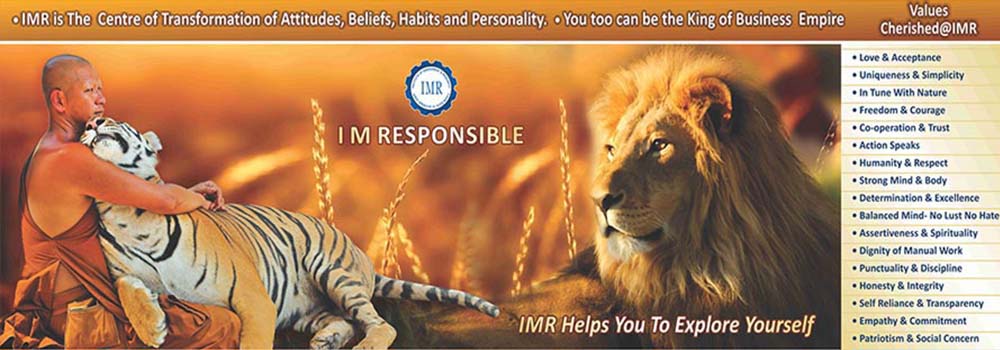 • IMR is The Centre of Transformation of Attitudes, Beliefs, Habits and Personality. • You too can be the King of Business Empire
IMR
I M RESPONSIBLE
IMR Helps You To Explore Yourself
Values
Cherished@IMR
• Love & Acceptance
• Uniqueness & Simplicity
• In Tune With Nature
• Freedom & Courage
• Co-operation & Trust
• Action Speaks
• Humanity & Respect
• Strong Mind & Body
• Determination & Excellence
• Balanced Mind- No Lust No Hate
• Assertiveness & Spirituality
• Dignity of Manual Work
• Punctuality & Discipline
• Honesty & Integrity
• Self Reliance & Transparency
• Empathy & Commitment
• Patriotism & Social Concern